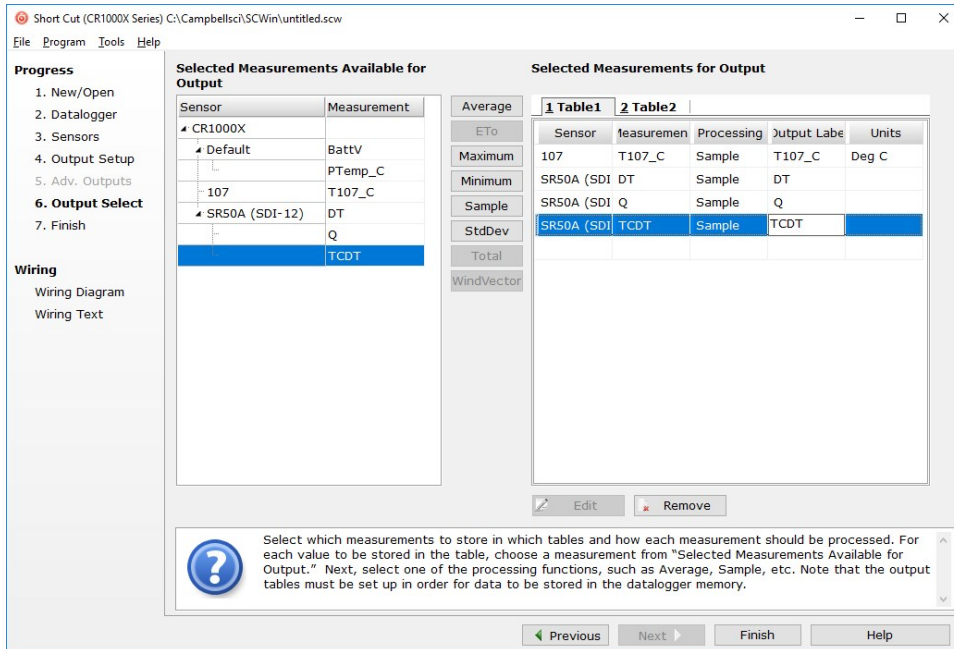 Short Cut (CR1000X Series) C:\Campbellsci\SCWin\untitled.scw
File Program Tools Help
Progress
1. New/Open
2. Datalogger
3. Sensors
4. Output Setup
5. Adv. Outputs
6. Output Select
7. Finish
Wiring
Wiring Diagram
Wiring Text
Selected Measurements Available for
Output
Sensor Measurement
CR1000X
Default BattV
PTemp_C
107 T107_C
SR50A (SDI-12) DT
Q
TCDT
Average
ETo
Maximum
Minimum
Sample
StdDev
Total
WindVector
Selected Measurements for Output
1 Table1 2 Table2
Sensor Measuremen Processing Output Labe Units
107 T107_C Sample T107_C Deg C
SR50A (SDI DT Sample DT
SR50A (SDI Q Sample Q
SR50A (SDI TCDT Sample TCDT
Edit Remove
Select which measurements to store in which tables and how each measurement should be processed. For
each value to be stored in the table, choose a measurement from “Selected Measurements Available for
Output.” Next, select one of the processing functions, such as Average, Sample, etc. Note that the output
tables must be set up in order for data to be stored in the datalogger memory.
Previous Next Finish Help